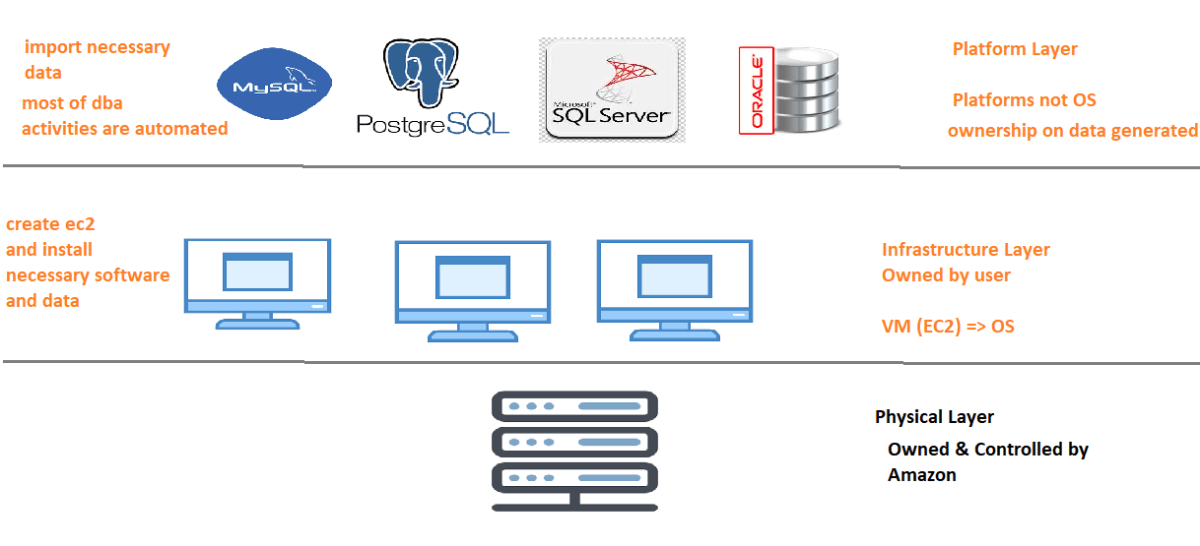 import necessary
data
most of dba
activities are automated
MySQL
PostgreSQL
Microsoft
SQL Server
ORACLE
Platform Layer
Platforms not OS
ownership on data generated
create ec2
and install
necessary software
and data
Infrastructure Layer
Owned by user
VM (EC2) => OS
Physical Layer
Owned & Controlled by
Amazon